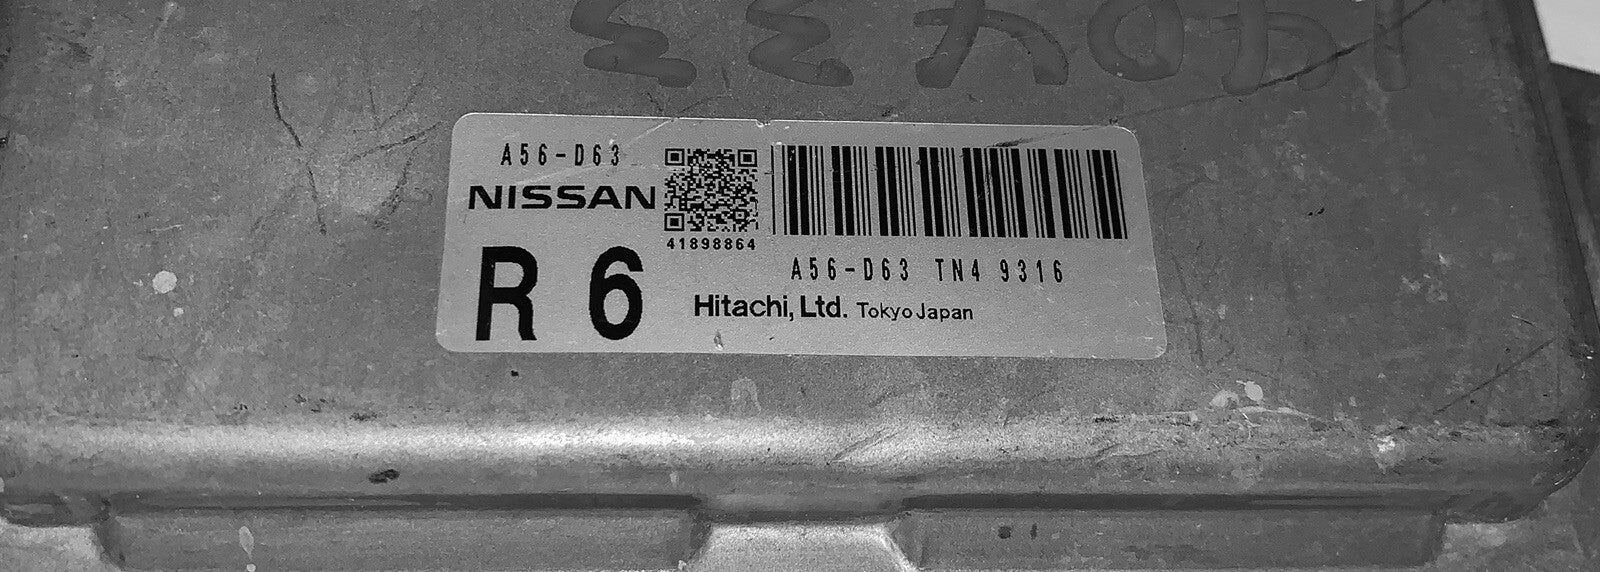 A56-D63
NISSAN
R 6
41898864
A56-D63 TN4 9316
Hitachi, Ltd. Tokyo Japan